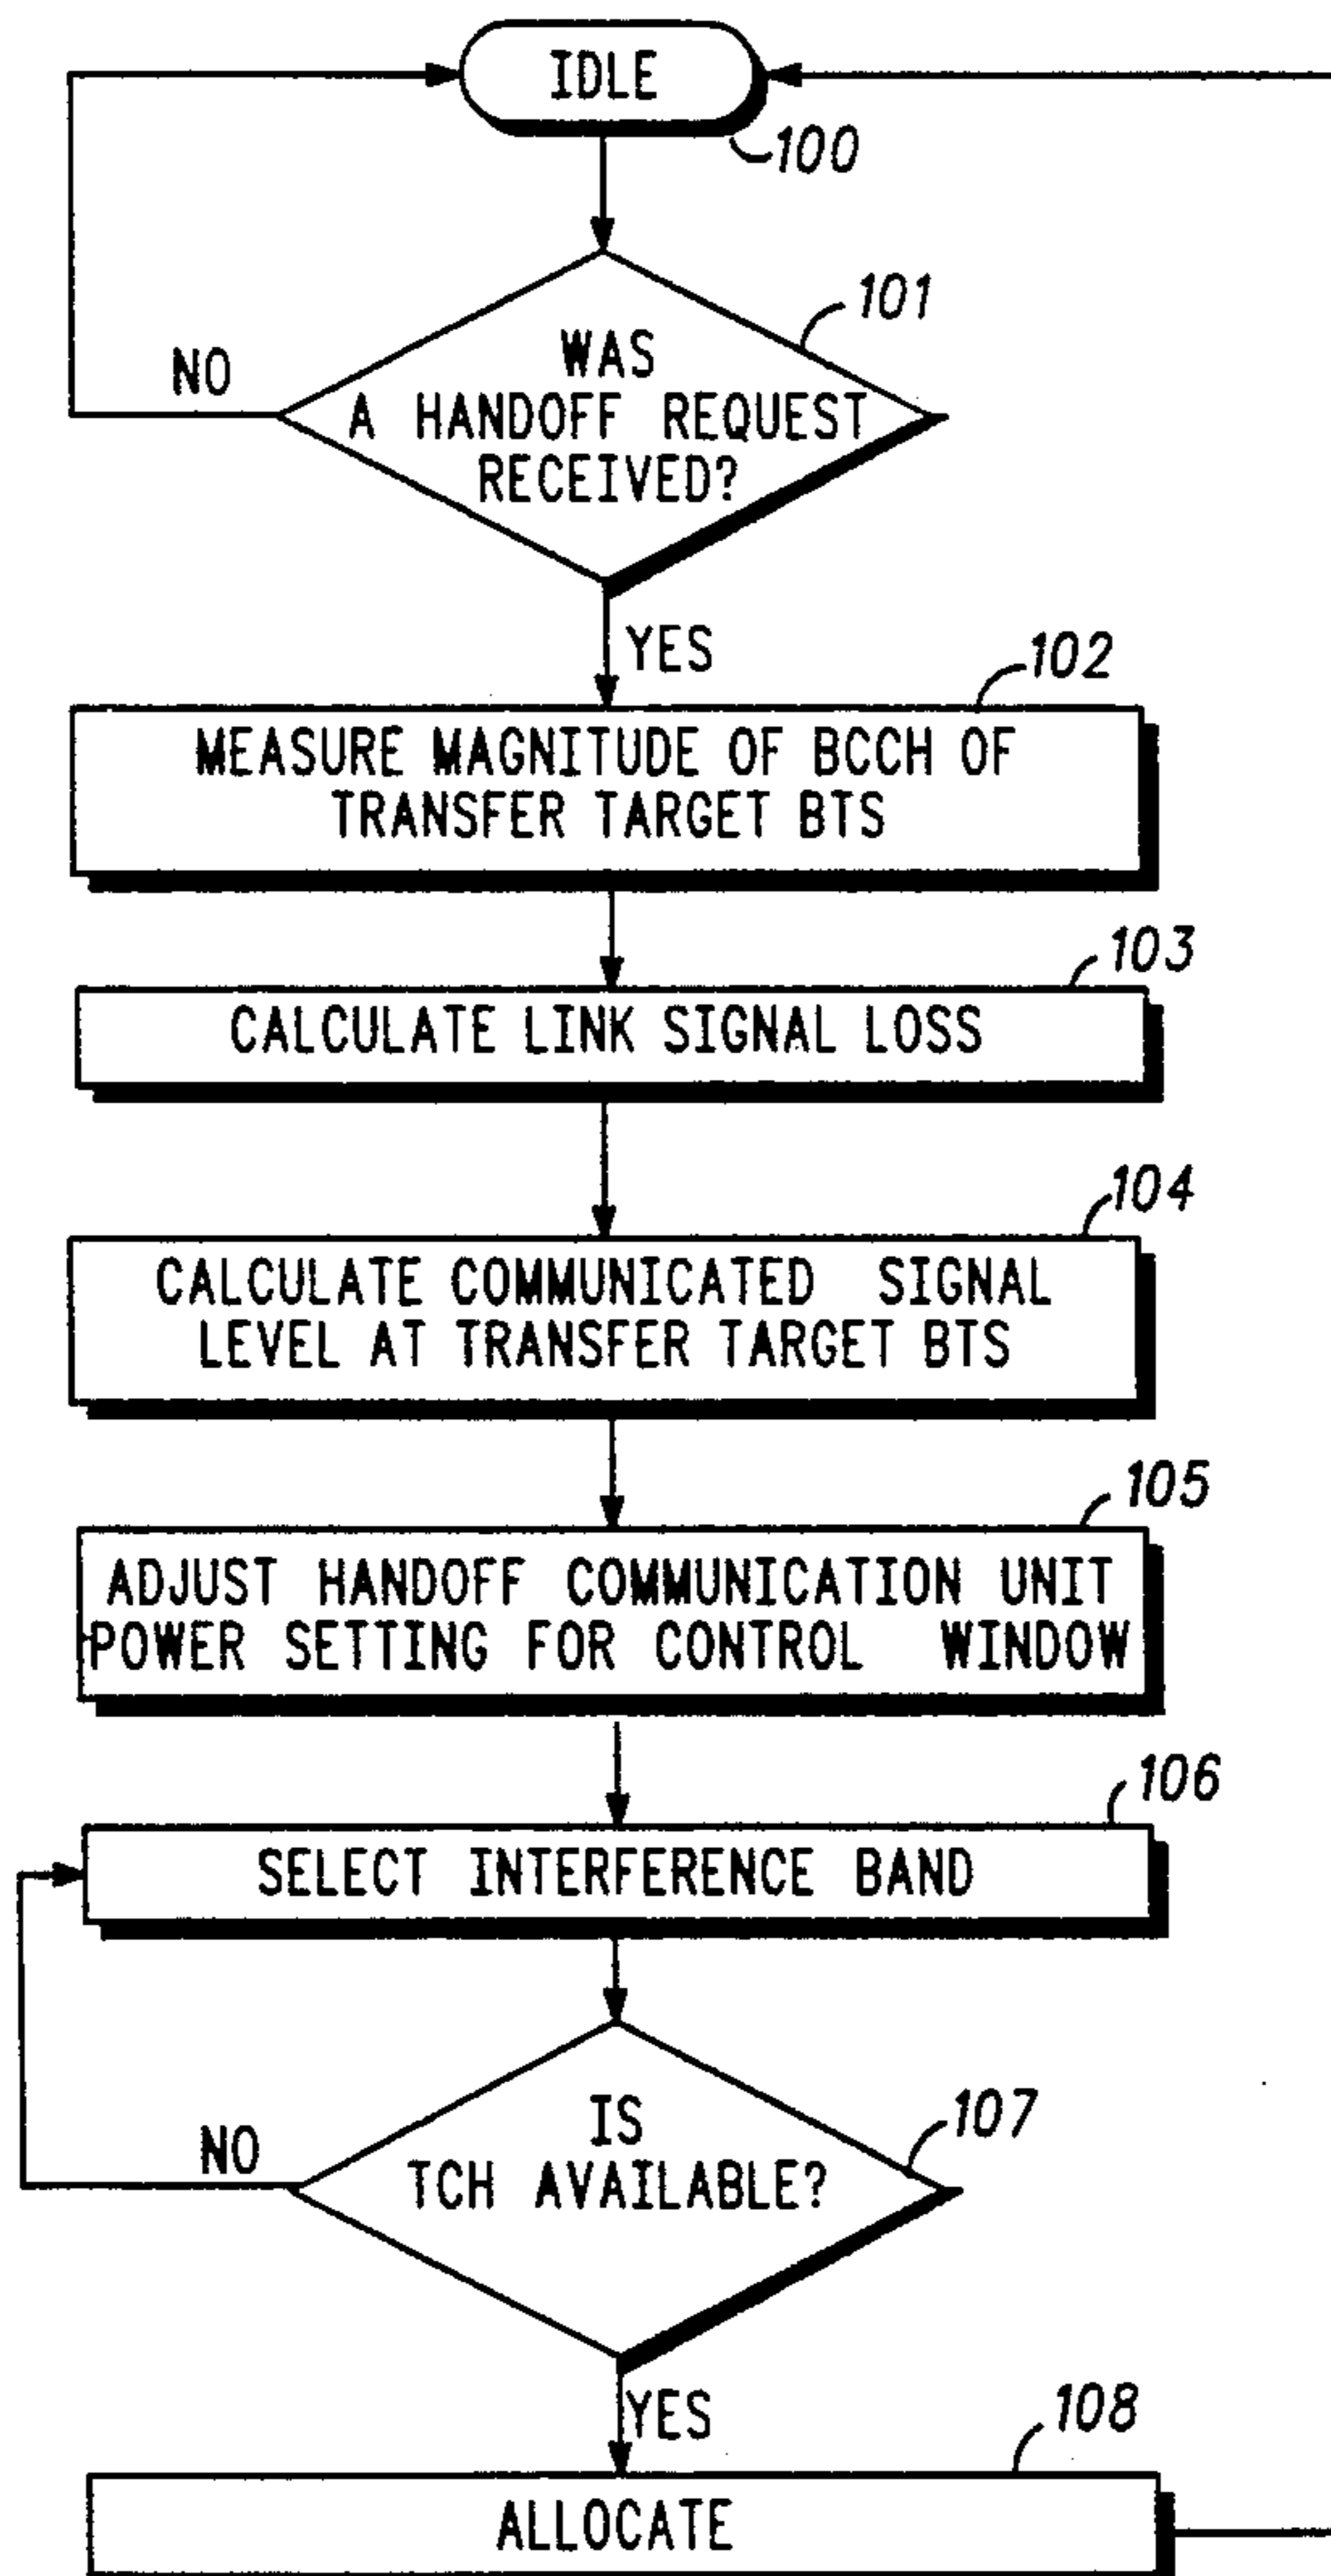 IDLE
100
101
WAS
A HANDOFF REQUEST
RECEIVED?
NO
YES
102
MEASURE MAGNITUDE OF BCCH OF
TRANSFER TARGET BTS
103
CALCULATE LINK SIGNAL LOSS
104
CALCULATE COMMUNICATED SIGNAL
LEVEL AT TRANSFER TARGET BTS
105
ADJUST HANDOFF COMMUNICATION UNIT
POWER SETTING FOR CONTROL WINDOW
106
SELECT INTERFERENCE BAND
107
IS
TCH AVAILABLE?
NO
YES
108
ALLOCATE